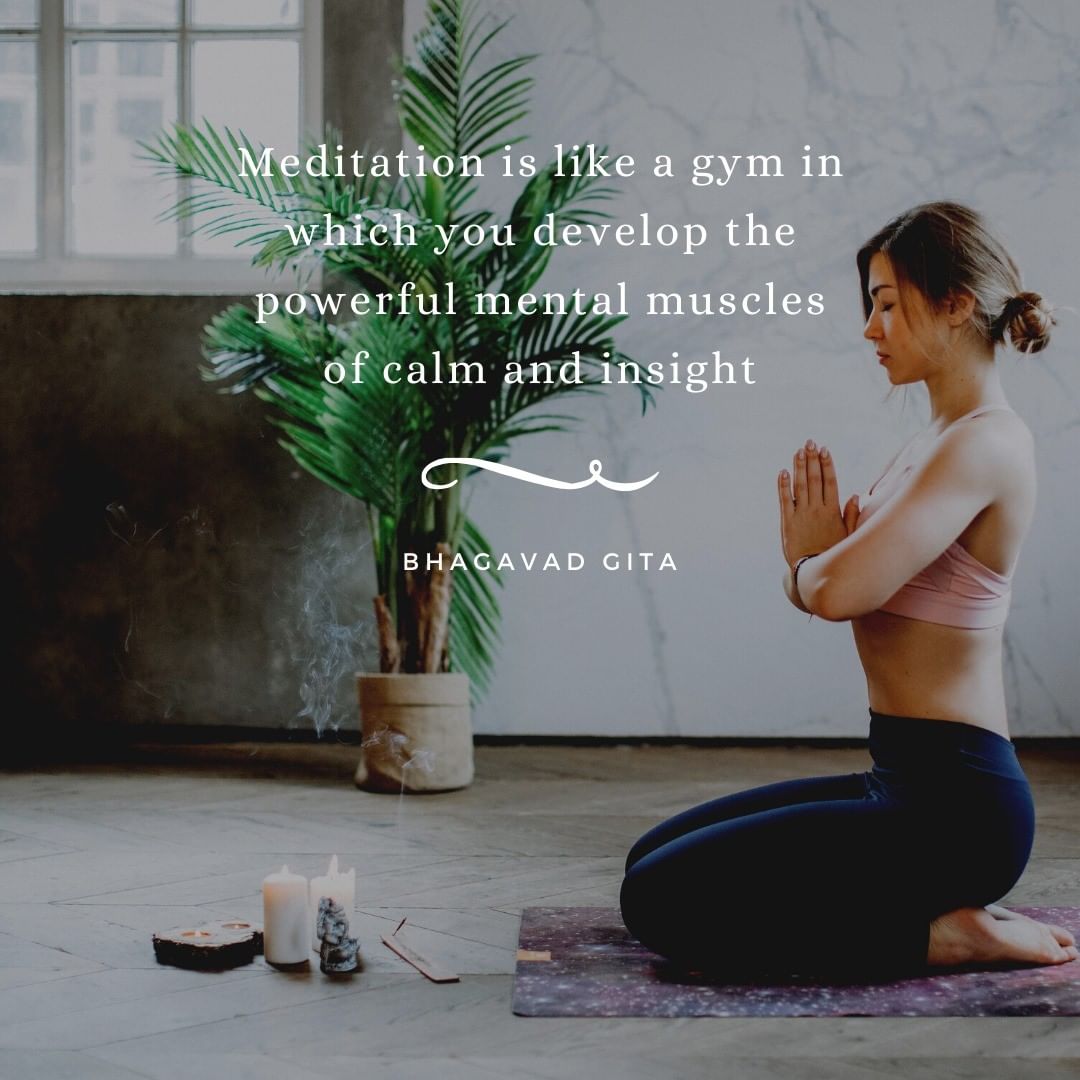 Meditation is like a gym in
which you develop the
powerful mental muscles
of calm and insight
BHAGAVAD GITA